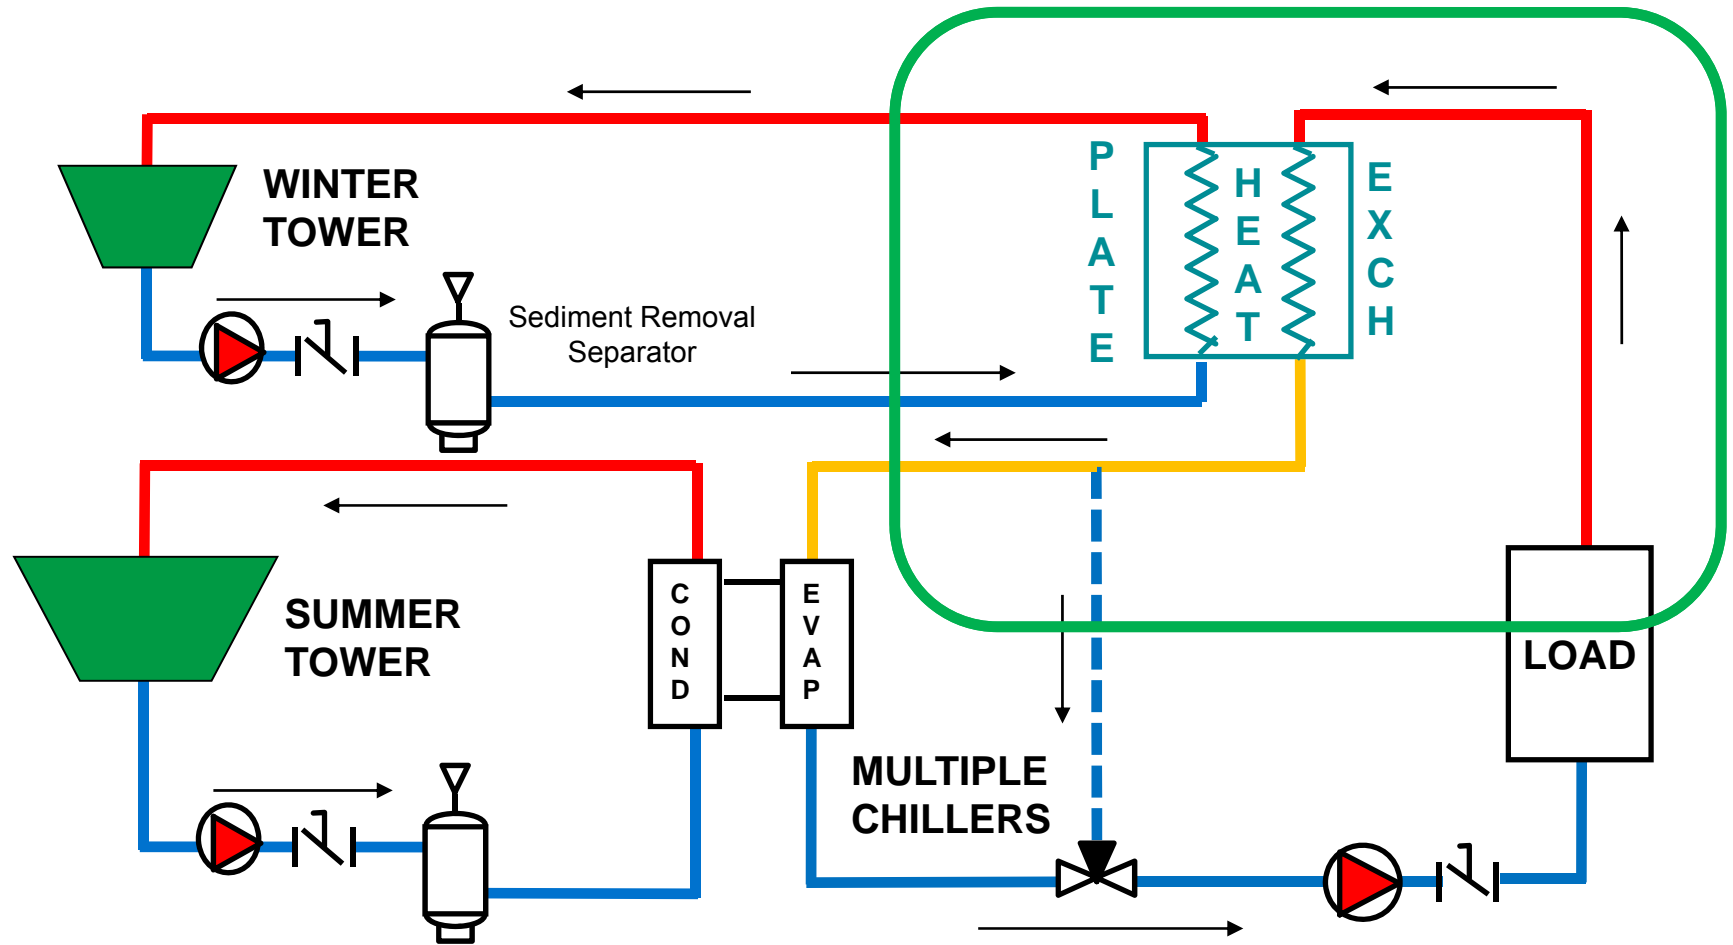 WINTER
TOWER
Sediment Removal
Separator
PLATE
HEAT
EXCH
SUMMER
TOWER
COND
EVAP
MULTIPLE
CHILLERS
LOAD